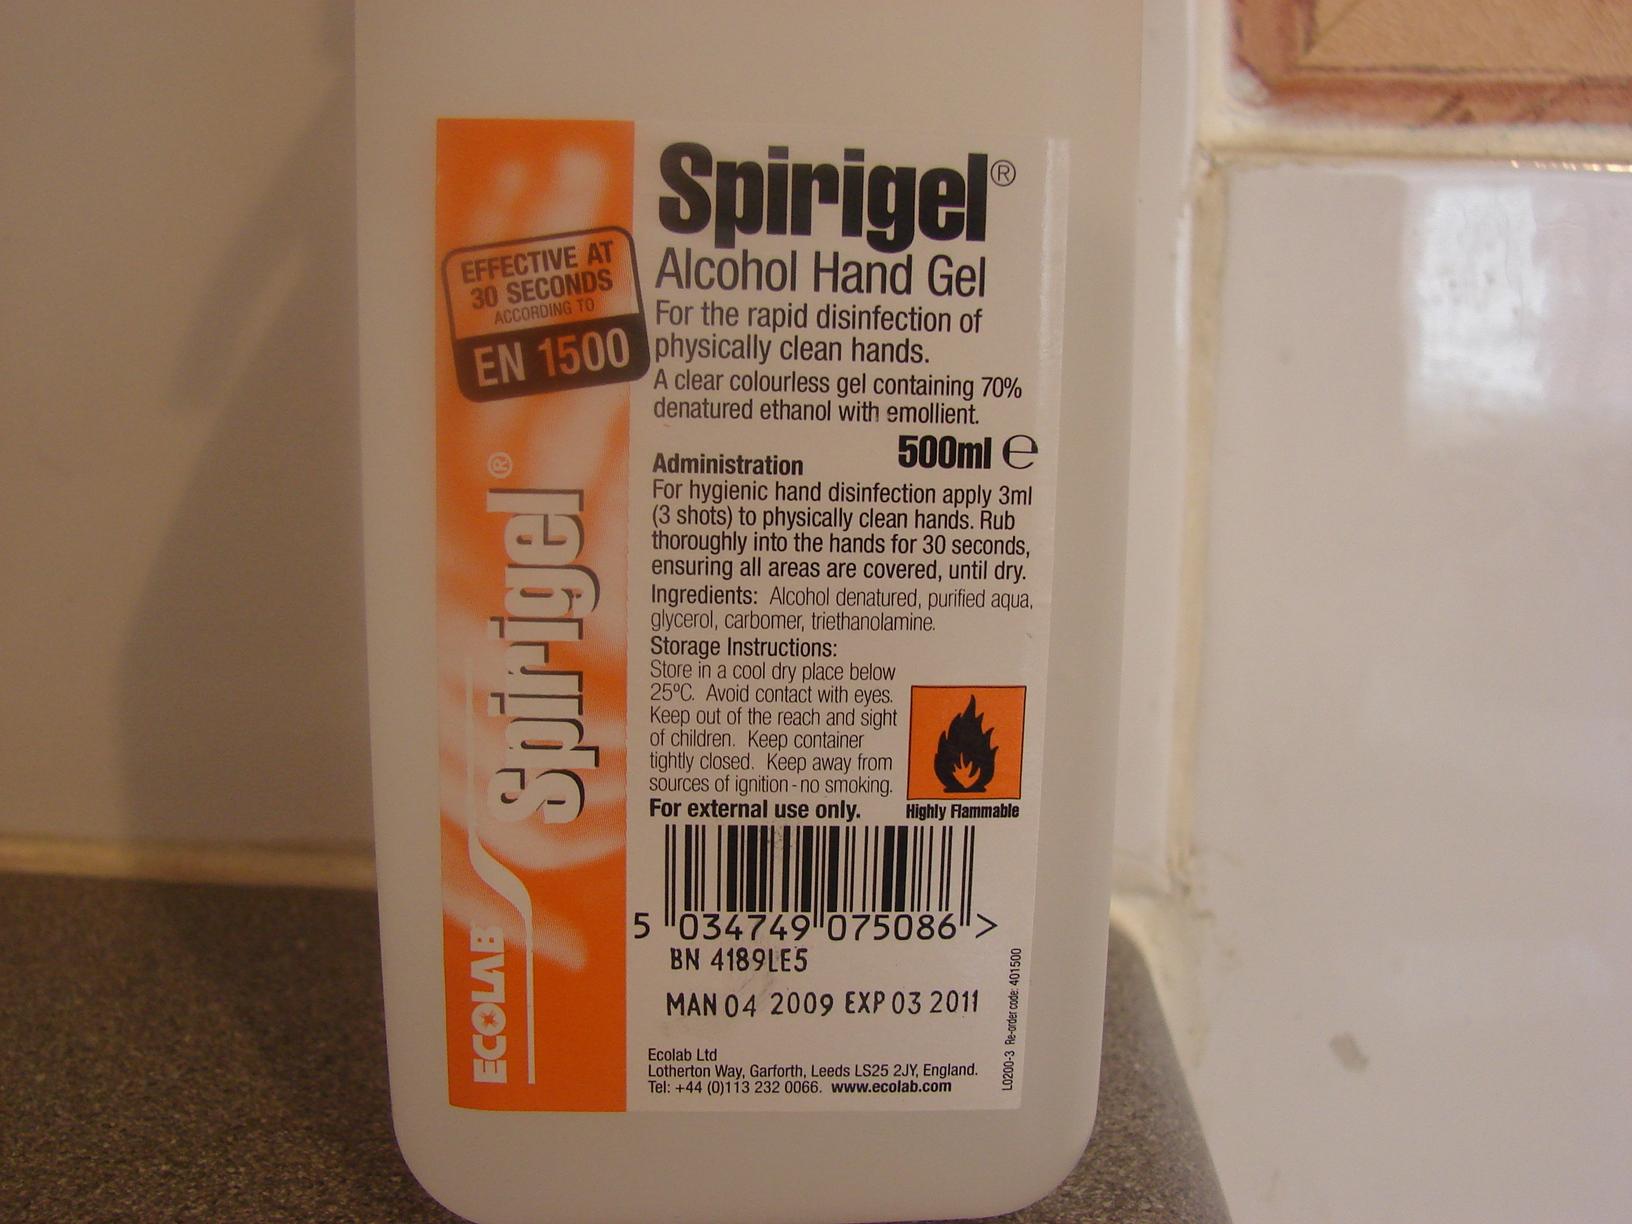 Spirigel®
Alcohol Hand Gel
For the rapid disinfection of
physically clean hands.
A clear colourless gel containing 70%
denatured ethanol with emollient.
500ml ℮
EFFECTIVE AT
30 SECONDS
ACCORDING TO
EN 1500
Spirigel®
ECOLAB
Administration
For hygienic hand disinfection apply 3ml
(3 shots) to physically clean hands. Rub
thoroughly into the hands for 30 seconds,
ensuring all areas are covered, until dry.
Ingredients: Alcohol denatured, purified aqua,
glycerol, carbomer, triethanolamine.
Storage Instructions:
Store in a cool dry place below
25ºC. Avoid contact with eyes.
Keep out of the reach and sight
of children. Keep container
tightly closed. Keep away from
sources of ignition - no smoking.
For external use only.
Highly Flammable
5 034749 075086 >
BN 4189LE5
MAN 04 2009 EXP 03 2011
Ecolab Ltd
Lotherton Way, Garforth, Leeds LS25 2JY, England.
Tel: +44 (0)113 232 0066. www.ecolab.com
L0200-3 Re-order code: 401500